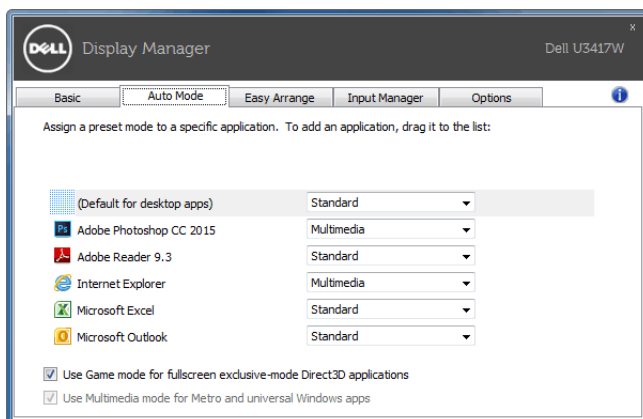 x
DELL Display Manager Dell U3417W
Basic Auto Mode Easy Arrange Input Manager Options i
Assign a preset mode to a specific application. To add an application, drag it to the list:
(Default for desktop apps) Standard
Ps Adobe Photoshop CC 2015 Multimedia
Adobe Reader 9.3 Standard
Internet Explorer Multimedia
Microsoft Excel Standard
Microsoft Outlook Standard
Use Game mode for fullscreen exclusive-mode Direct3D applications
Use Multimedia mode for Metro and universal Windows apps